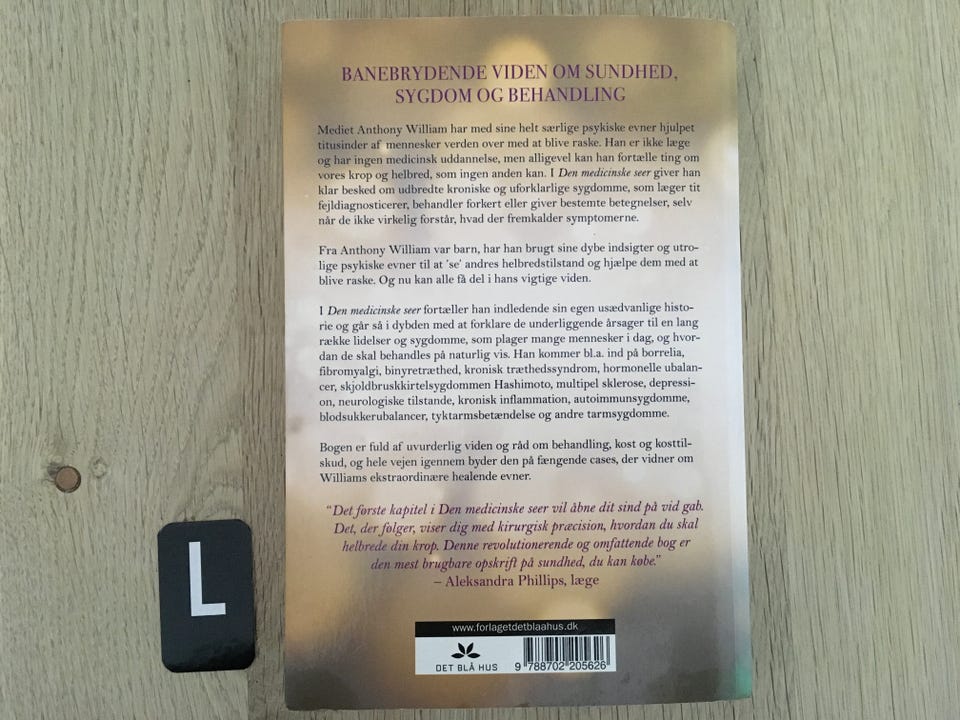 BANEBRYDENDE VIDEN OM SUNDHED,
SYGDOM OG BEHANDLING
Mediet Anthony William har med sine helt særlige psykiske evner hjulpet
titusinder af mennesker verden over med at blive raske. Han er ikke læge
og har ingen medicinsk uddannelse, men alligevel kan han fortælle ting om
vores krop og helbred, som ingen anden kan. I Den medicinske seer giver han
klar besked om udbredte kroniske og uforklarlige sygdomme, som læger tit
fejldiagnosticerer, behandler forkert eller giver bestemte betegnelser, selv
når de ikke virkelig forstår, hvad der fremkalder symptomerne.
Fra Anthony William var barn, har han brugt sine dybe indsigter og utro-
lige psykiske evner til at 'se' andres helbredstilstand og hjælpe dem med at
blive raske. Og nu kan alle få del i hans vigtige viden.
I Den medicinske seer fortæller han indledende sin egen usædvanlige histo-
rie og går så i dybden med at forklare de underliggende årsager til en lang
række lidelser og sygdomme, som plager mange mennesker i dag, og hvor-
dan de skal behandles på naturlig vis. Han kommer bl.a. ind på borrelia,
fibromyalgi, binyretræthed, kronisk træthedssyndrom, hormonelle ubalan-
cer, skjoldbruskkirtelsygdommen Hashimoto, multipel sklerose, depressi-
on, neurologiske tilstande, kronisk inflammation, autoimmunsygdomme,
blodsukkerubalancer, tyktarmsbetændelse og andre tarmsygdomme.
Bogen er fuld af uvurderlig viden og råd om behandling, kost og kosttil-
skud, og hele vejen igennem byder den på fængende cases, der vidner om
Williams ekstraordinære healende evner.
"Det første kapitel i Den medicinske seer vil åbne dit sind på vid gab.
Det, der følger, viser dig med kirurgisk præcision, hvordan du skal
helbrede din krop. Denne revolutionerende og omfattende bog er
den mest brugbare opskrift på sundhed, du kan købe."
– Aleksandra Phillips, læge
www.forlagetdetblaahus.dk
DET BLÅ HUS
9 788702 205626
L